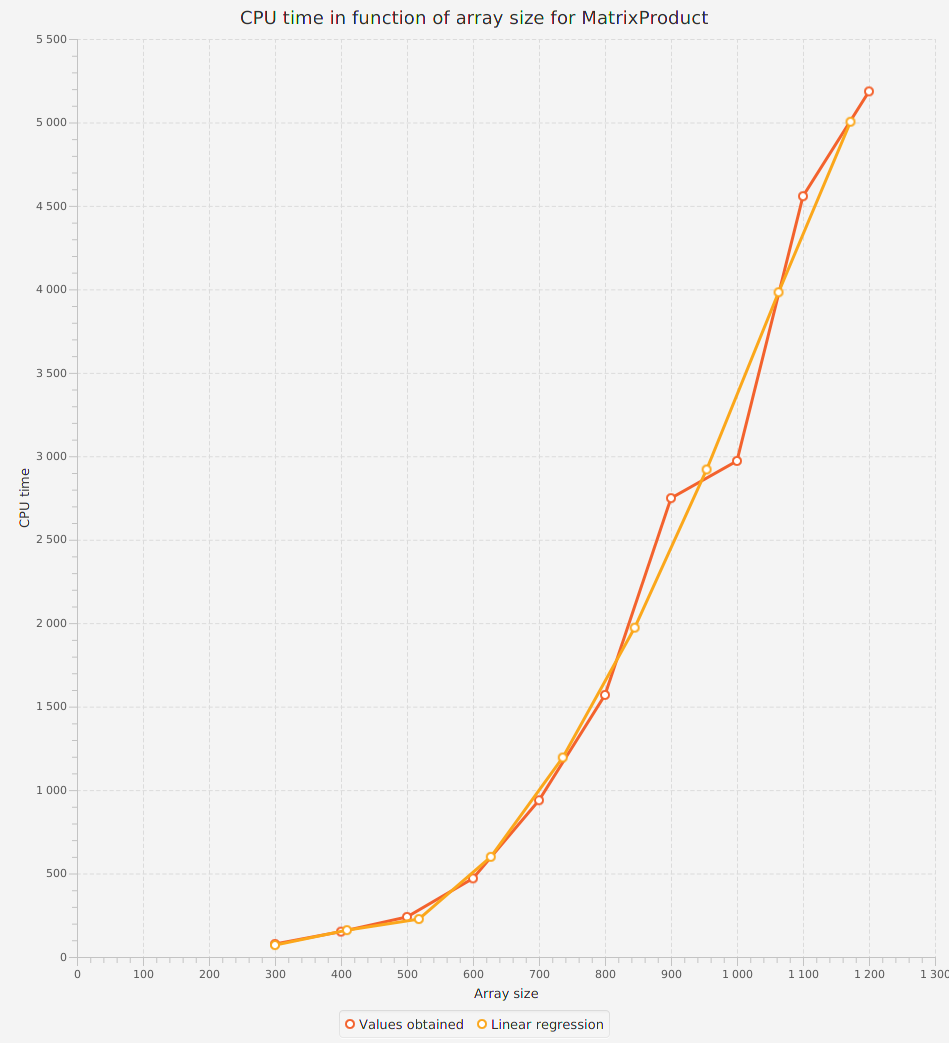 CPU time in function of array size for MatrixProduct
5 500
5 000
4 500
4 000
3 500
3 000
2 500
2 000
1 500
1 000
500
0
CPU time
0 100 200 300 400 500 600 700 800 900 1 000 1 100 1 200 1 300
Array size
Values obtained Linear regression